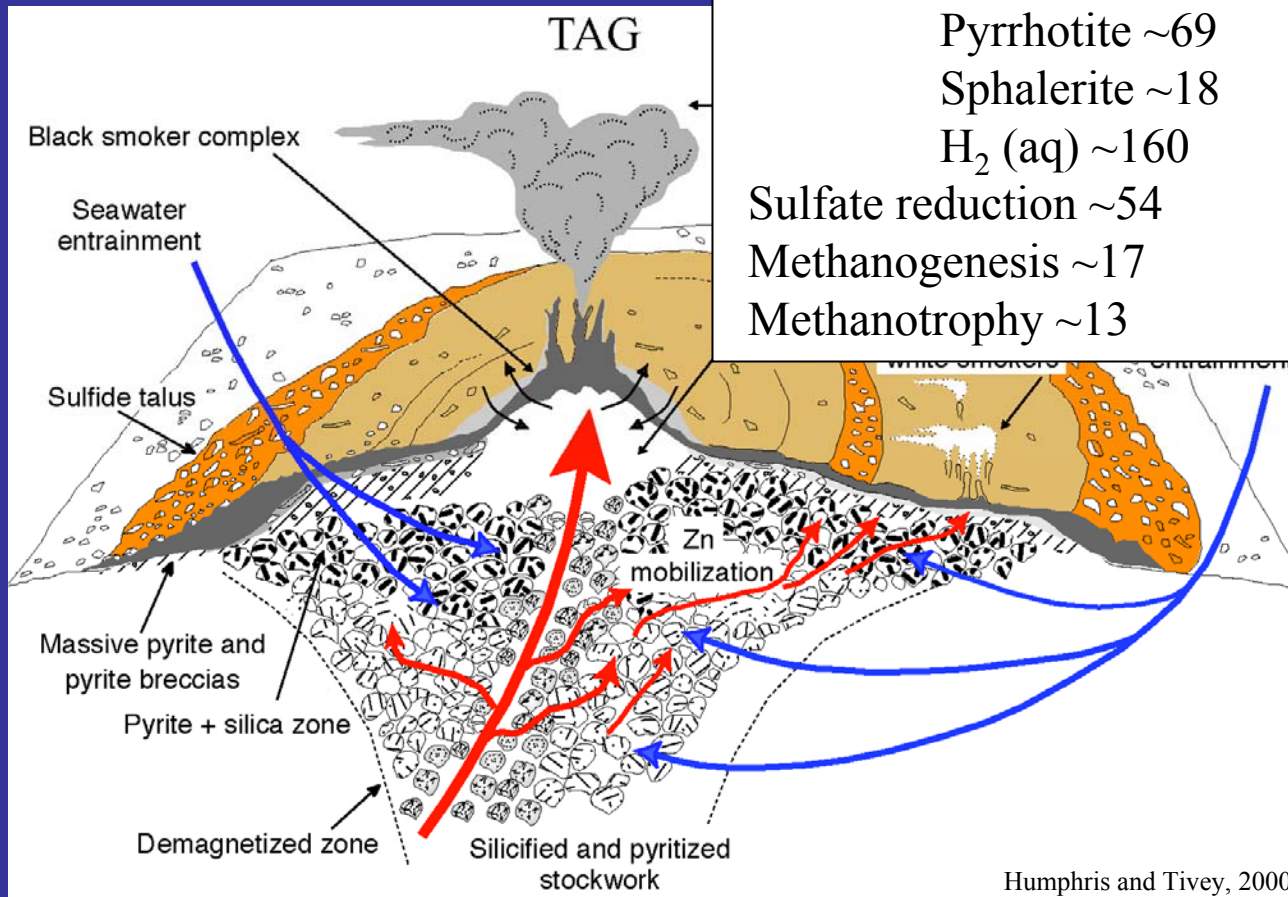 TAG
Pyrrhotite ~69
Sphalerite ~18
H₂ (aq) ~160
Sulfate reduction ~54
Methanogenesis ~17
Methanotrophy ~13
Black smoker complex
Seawater
entrainment
Sulfide talus
Zn
mobilization
Massive pyrite and
pyrite breccias
Pyrite + silica zone
Demagnetized zone
Silicified and pyritized
stockwork
Humphris and Tivey, 2000